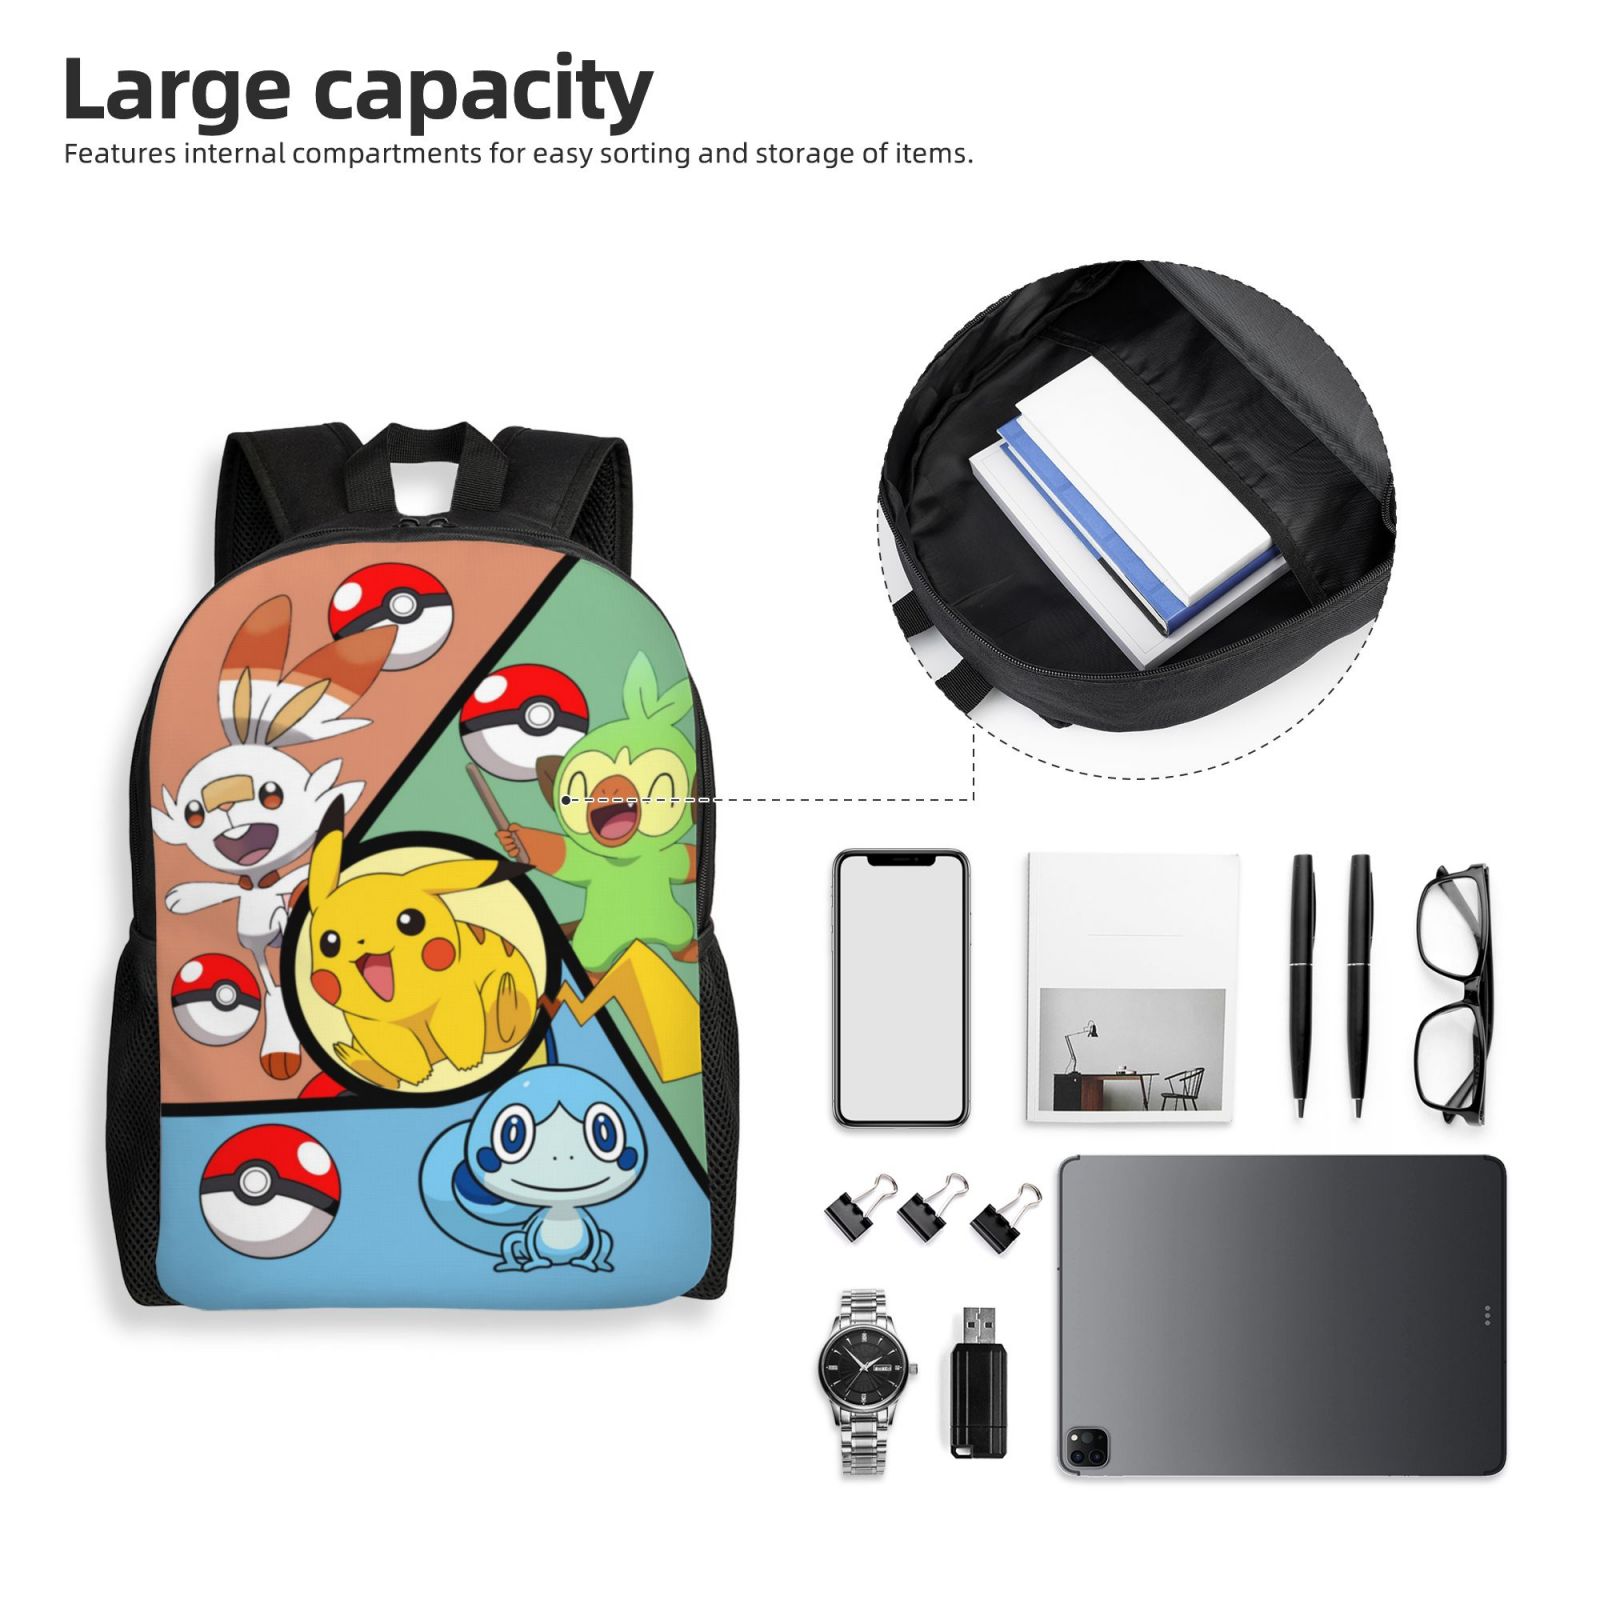 Large capacity
Features internal compartments for easy sorting and storage of items.